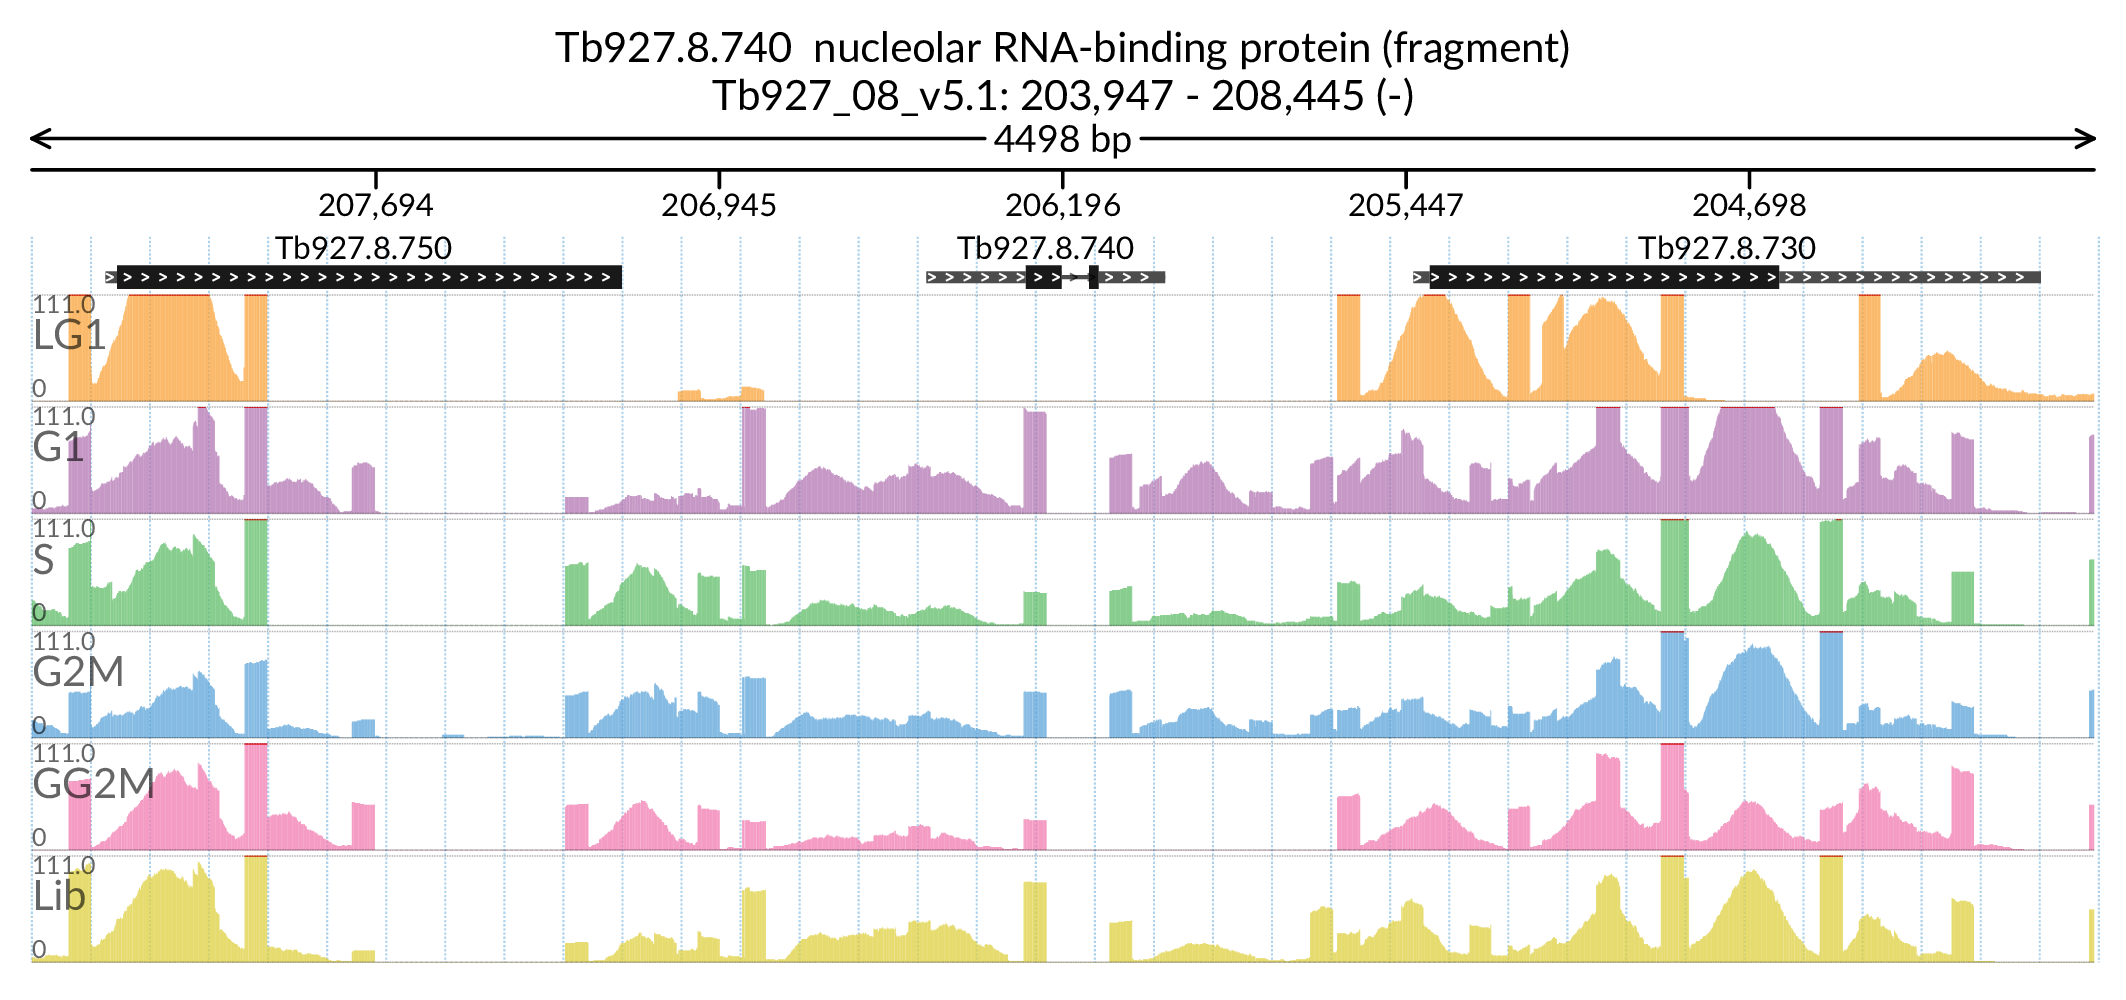 Tb927.8.740  nucleolar RNA-binding protein (fragment)
Tb927_08_v5.1: 203,947 - 208,445 (-)
4498 bp
207,694 206,945 206,196 205,447 204,698
Tb927.8.750 Tb927.8.740 Tb927.8.730
111.0
LG1
0
111.0
G1
0
111.0
S
0
111.0
G2M
0
111.0
GG2M
0
111.0
Lib
0